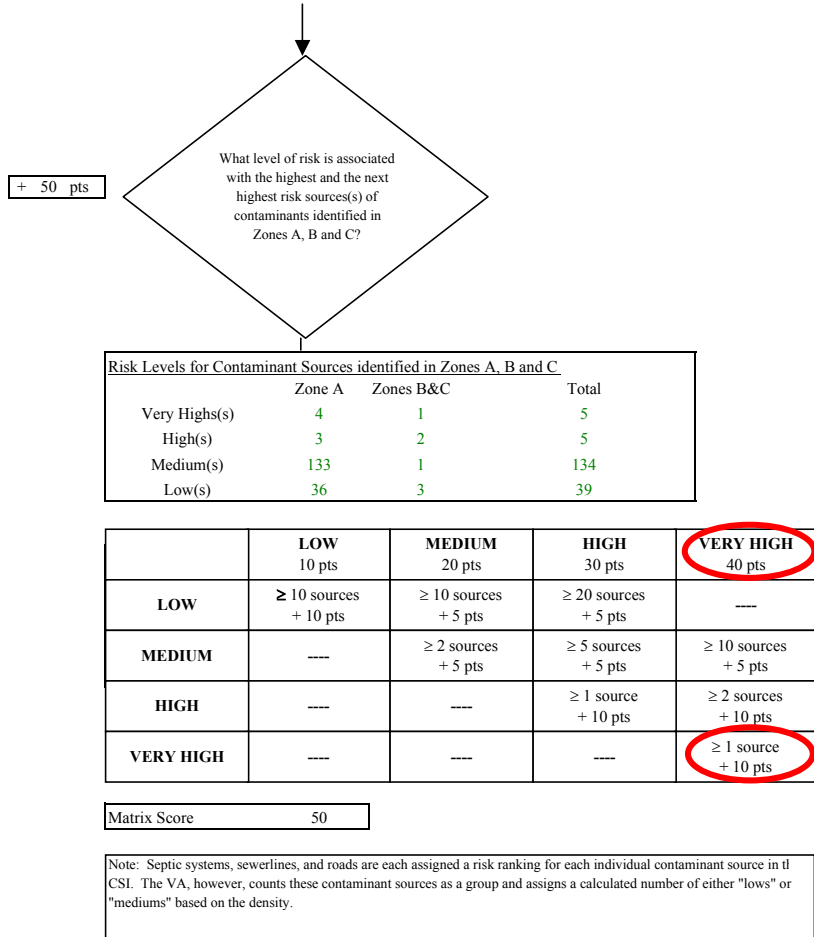 What level of risk is associated
with the highest and the next
+ 50 pts
highest risk sources(s) of
contaminants identified in
Zones A, B and C?
Risk Levels for Contaminant Sources identified in Zones A, B and C
Zone A Zones B&C Total
Very Highs(s) 4 1 5
High(s) 3 2 5
Medium(s) 133 1 134
Low(s) 36 3 39
LOW MEDIUM HIGH VERY HIGH
10 pts 20 pts 30 pts 40 pts
LOW ≥ 10 sources ≥ 10 sources ≥ 20 sources ----
+ 10 pts + 5 pts + 5 pts
MEDIUM ---- ≥ 2 sources ≥ 5 sources ≥ 10 sources
+ 5 pts + 5 pts + 5 pts
HIGH ---- ---- ≥ 1 source ≥ 2 sources
+ 10 pts + 10 pts
VERY HIGH ---- ---- ---- ≥ 1 source
+ 10 pts
Matrix Score 50
Note: Septic systems, sewerlines, and roads are each assigned a risk ranking for each individual contaminant source in
CSI. The VA, however, counts these contaminant sources as a group and assigns a calculated number of either "lows" or
"mediums" based on the density.